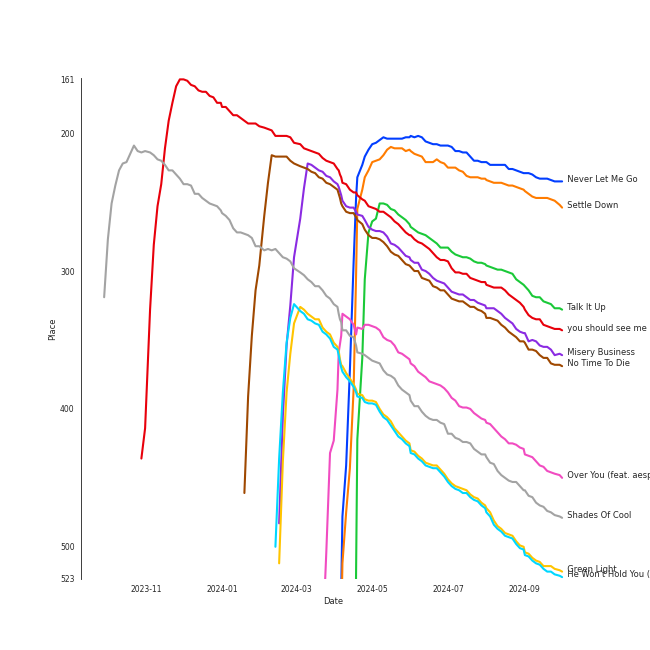 161
200
300
400
500
523
Place
2023-11
2024-01
2024-03
2024-05
2024-07
2024-09
Date
Never Let Me Go
Settle Down
Talk It Up
you should see me
Misery Business
No Time To Die
Over You (feat. aesp
Shades Of Cool
Green Light
He Won't Hold You (